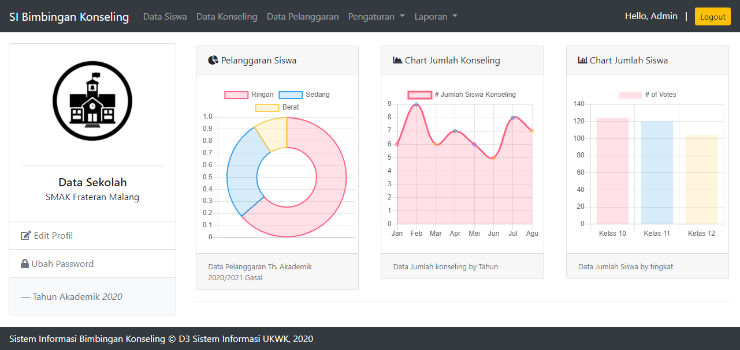 SI Bimbingan Konseling Data Siswa Data Konseling Data Pelanggaran Pengaturan Laporan Hello, Admin | Logout
Data Sekolah
SMAK Frateran Malang
Edit Profil
Ubah Password
— Tahun Akademik 2020
Pelanggaran Siswa
Ringan Sedang
Berat
1.0
0.9
0.8
0.7
0.6
0.5
0.4
0.3
0.2
0.1
0
Data Pelanggaran Th. Akademik
2020/2021 Gasal
Chart Jumlah Konseling
# Jumlah Siswa Konseling
9
8
7
6
5
4
3
2
1
0
Jan Feb Mar Apr Mei Jun Jul Agu
Data Jumlah konseling by Tahun
Chart Jumlah Siswa
# of Votes
140
120
100
80
60
40
20
0
Kelas 10 Kelas 11 Kelas 12
Data Jumlah Siswa by tingkat
Sistem Informasi Bimbingan Konseling © D3 Sistem Informasi UKWK, 2020